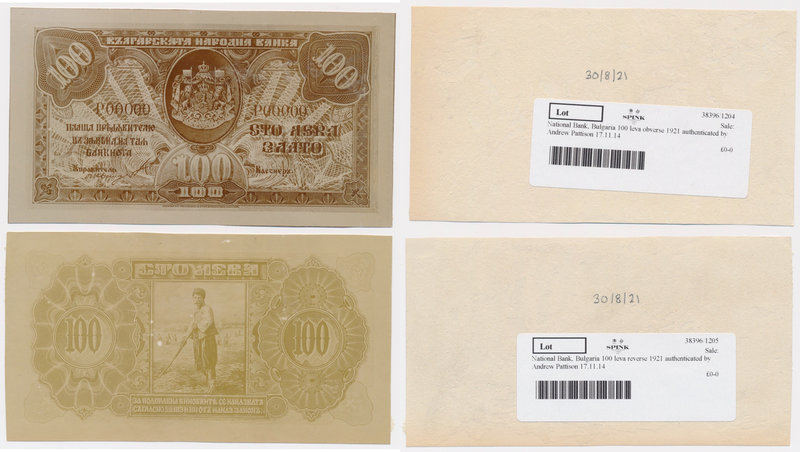 БЪЛГАРСКАТА НАРОДНА БАНКА
100
100
Р00000
Р00000
ПЛАЩА ПРЕДЯВИТЕЛЮ
СТО ЛЕВА
ЗЛАТО
БАНКНОТА
Управитель
Касиеръ
100
100
30/8/21
Lot
SPINK
38396 1204
Sale:
National Bank, Bulgaria 100 leva obverse 1921 authenticated by
Andrew Pattison 17.11.14
£0-0
СТО ЛЕВА
100
100
30/8/21
Lot
SPINK
38396 1205
Sale:
National Bank, Bulgaria 100 leva reverse 1921 authenticated by
Andrew Pattison 17.11.14
£0-0